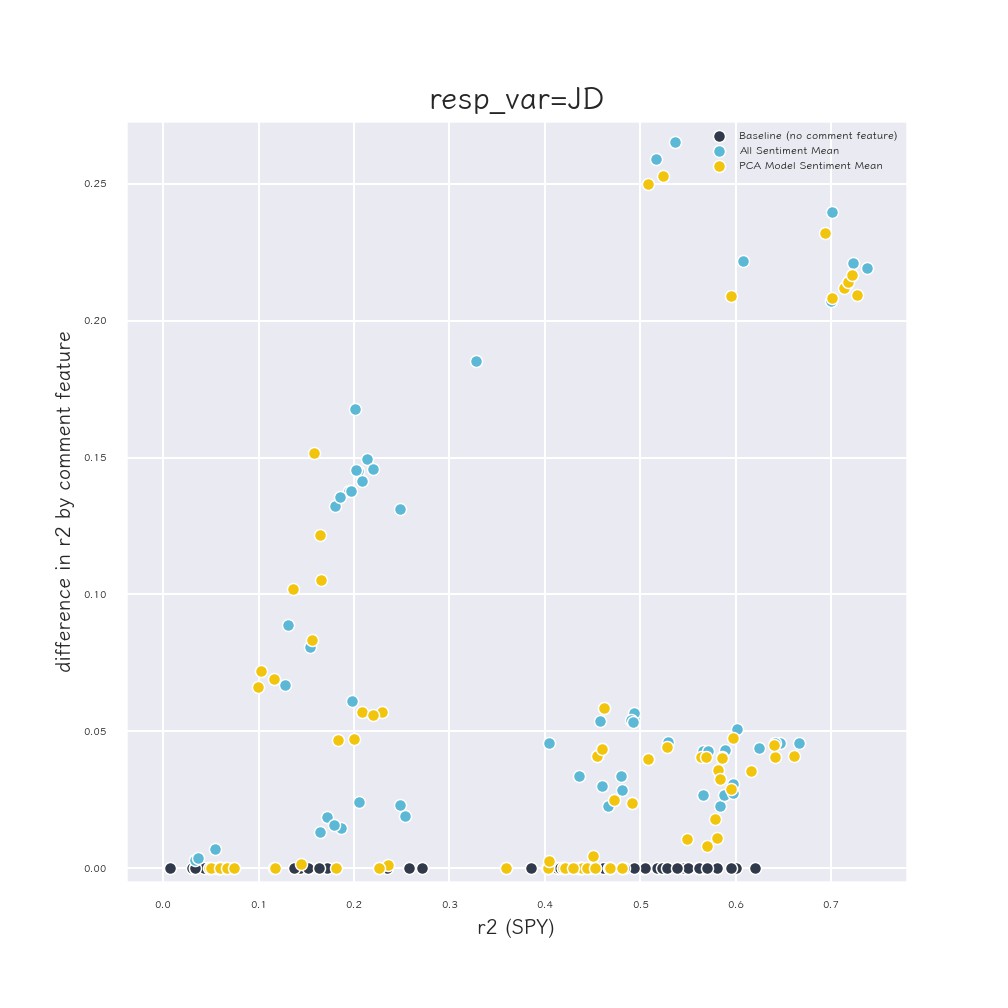 resp_var=JD
Baseline (no comment feature)
All Sentiment Mean
PCA Model Sentiment Mean
difference in r2 by comment feature
0.25
0.20
0.15
0.10
0.05
0.00
0.0 0.1 0.2 0.3 0.4 0.5 0.6 0.7
r2 (SPY)